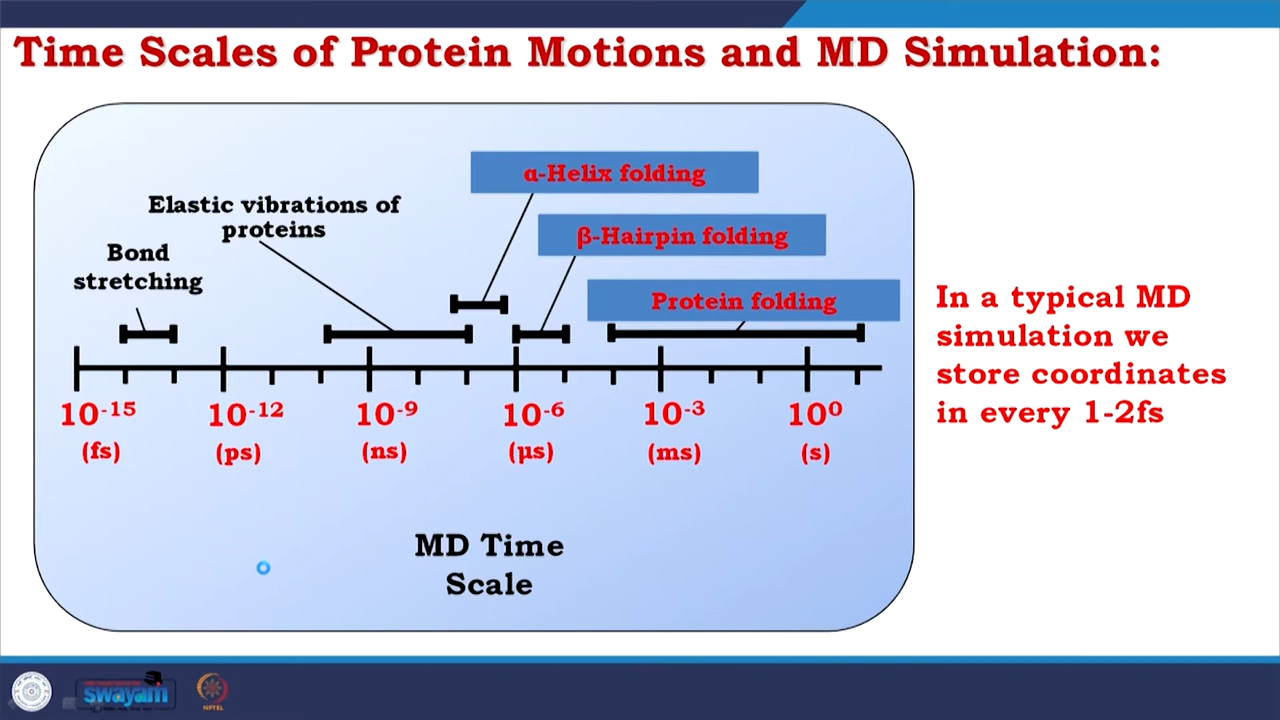 Time Scales of Protein Motions and MD Simulation:
α-Helix folding
Elastic vibrations of
proteins
β-Hairpin folding
Bond
stretching
Protein folding
In a typical MD
simulation we
store coordinates
in every 1-2fs
10⁻¹⁵ 10⁻¹² 10⁻⁹ 10⁻⁶ 10⁻³ 10⁰
(fs) (ps) (ns) (μs) (ms) (s)
MD Time
Scale
swayam
NPTEL